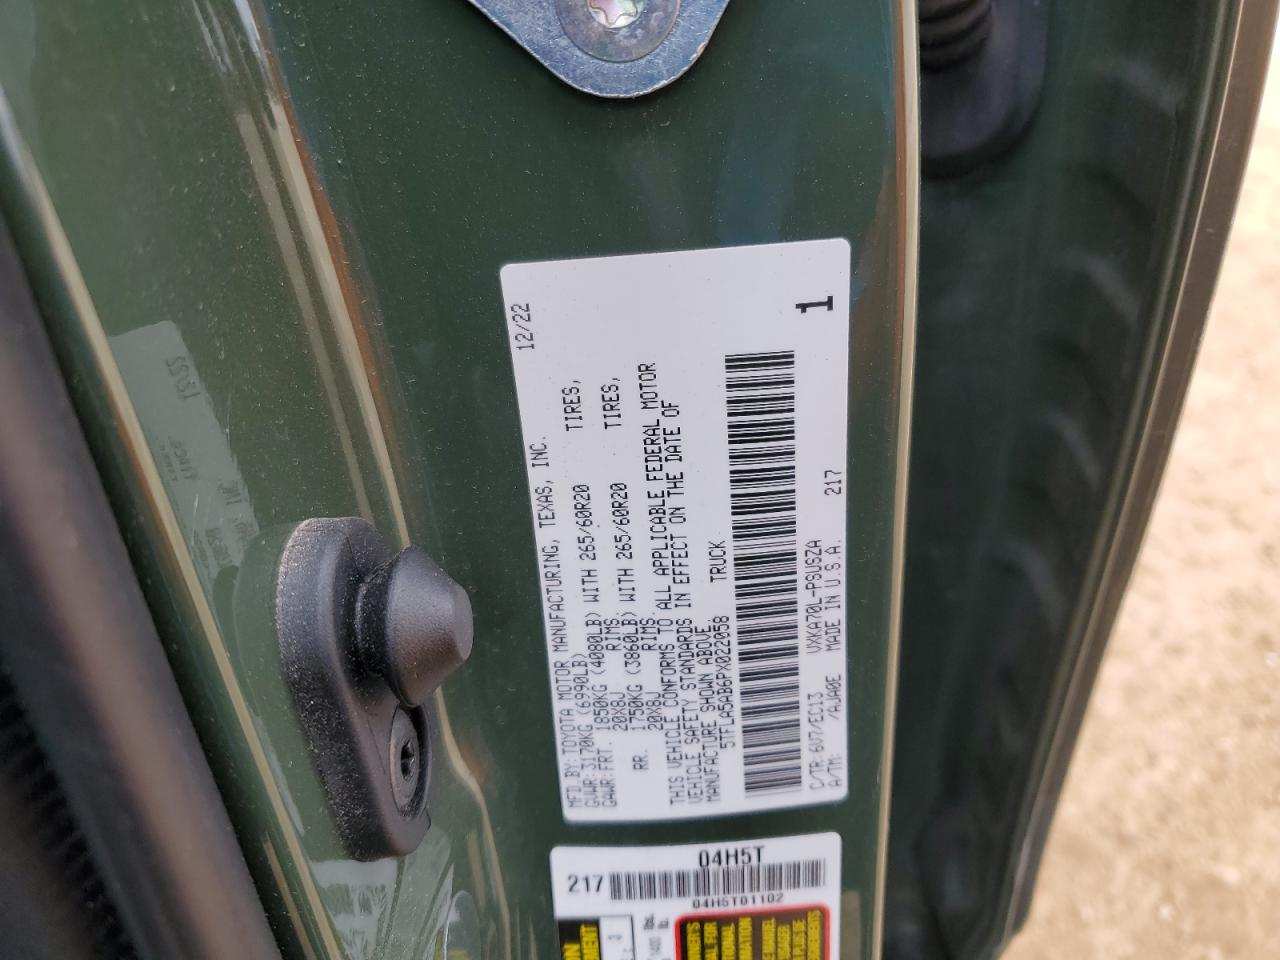 MFD BY: TOYOTA MOTOR MANUFACTURING, TEXAS, INC. 12/22
GVWR: 3170KG (6990LB)
GAWR: FRT. 1850KG (4080LB) WITH 265/60R20 TIRES,
20X8J RIMS
RR. 1750KG (3860LB) WITH 265/60R20 TIRES,
20X8J RIMS
THIS VEHICLE CONFORMS TO ALL APPLICABLE FEDERAL MOTOR
VEHICLE SAFETY STANDARDS IN EFFECT ON THE DATE OF
MANUFACTURE SHOWN ABOVE.
5TFLA5AB6PX022058 TRUCK
1
C/TR: 6V7/EC13 VXKA70L-PSUSZA 217
A/TM: /AJA0E MADE IN U.S.A.
04H5T
217
04H5T01102